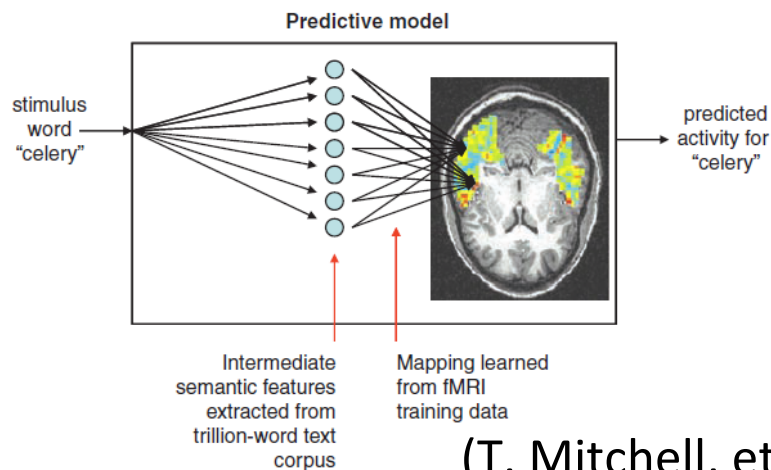 Predictive model
stimulus
word
“celery”
predicted
activity for
“celery”
Intermediate
semantic features
extracted from
trillion-word text
corpus
Mapping learned
from fMRI
training data
(T. Mitchell, et